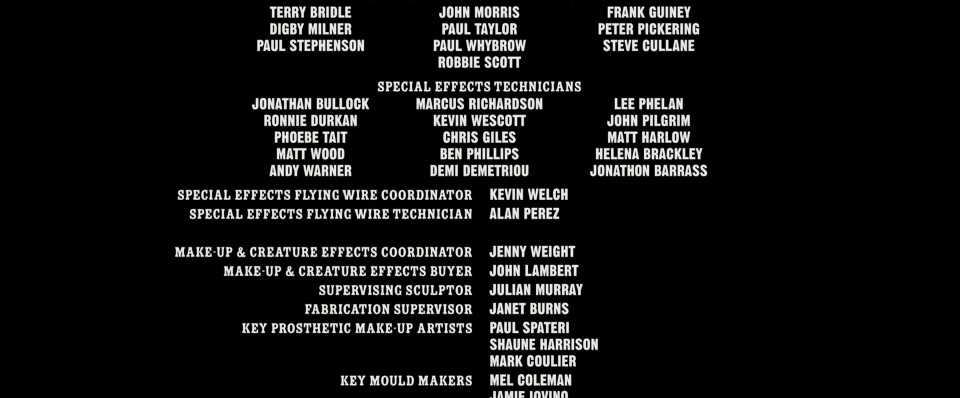 TERRY BRIDLE JOHN MORRIS FRANK GUINEY
DIGBY MILNER PAUL TAYLOR PETER PICKERING
PAUL STEPHENSON PAUL WHYBROW STEVE CULLANE
ROBBIE SCOTT
SPECIAL EFFECTS TECHNICIANS
JONATHAN BULLOCK MARCUS RICHARDSON LEE PHELAN
RONNIE DURKAN KEVIN WESCOTT JOHN PILGRIM
PHOEBE TAIT CHRIS GILES MATT HARLOW
MATT WOOD BEN PHILLIPS HELENA BRACKLEY
ANDY WARNER DEMI DEMETRIOU JONATHON BARRASS
SPECIAL EFFECTS FLYING WIRE COORDINATOR KEVIN WELCH
SPECIAL EFFECTS FLYING WIRE TECHNICIAN ALAN PEREZ
MAKE-UP & CREATURE EFFECTS COORDINATOR JENNY WEIGHT
MAKE-UP & CREATURE EFFECTS BUYER JOHN LAMBERT
SUPERVISING SCULPTOR JULIAN MURRAY
FABRICATION SUPERVISOR JANET BURNS
KEY PROSTHETIC MAKE-UP ARTISTS PAUL SPATERI
SHAUNE HARRISON
MARK COULIER
KEY MOULD MAKERS MEL COLEMAN
JAMIE IOVINO